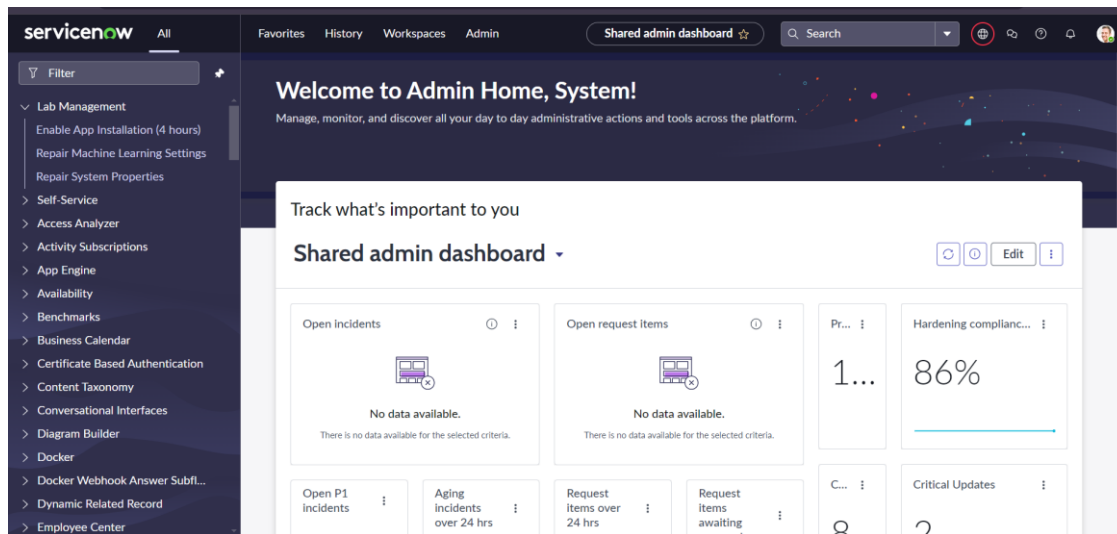 servicenow
All
Favorites
History
Workspaces
Admin
Shared admin dashboard
Search
Filter
Lab Management
Enable App Installation (4 hours)
Repair Machine Learning Settings
Repair System Properties
Self-Service
Access Analyzer
Activity Subscriptions
App Engine
Availability
Benchmarks
Business Calendar
Certificate Based Authentication
Content Taxonomy
Conversational Interfaces
Diagram Builder
Docker
Docker Webhook Answer Subfl...
Dynamic Related Record
Employee Center
Welcome to Admin Home, System!
Manage, monitor, and discover all your day to day administrative actions and tools across the platform.
Track what's important to you
Shared admin dashboard
Edit
Open incidents
No data available.
There is no data available for the selected criteria.
Open request items
No data available.
There is no data available for the selected criteria.
Pr...
1...
Hardening complianc...
86%
Open P1
incidents
Aging
incidents
over 24 hrs
Request
items over
24 hrs
Request
items
awaiting
C...
Critical Updates